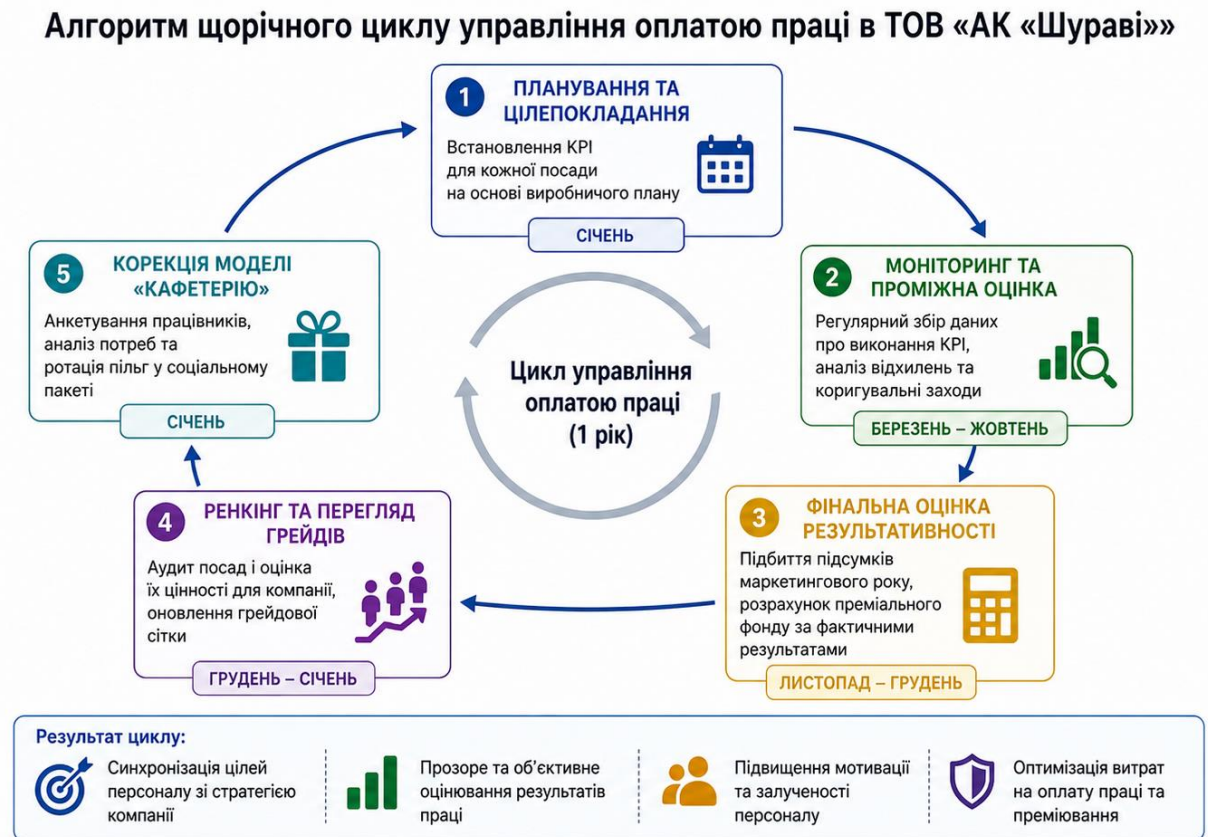 Алгоритм щорічного циклу управління оплатою праці в ТОВ «АК «Шураві»»
1
ПЛАНУВАННЯ ТА
ЦІЛЕПОКЛАДАННЯ
Встановлення KPI
для кожної посади
на основі виробничого плану
СІЧЕНЬ
2
МОНІТОРИНГ ТА
ПРОМІЖНА ОЦІНКА
Регулярний збір даних
про виконання KPI,
аналіз відхилень та
коригувальні заходи
БЕРЕЗЕНЬ – ЖОВТЕНЬ
3
ФІНАЛЬНА ОЦІНКА
РЕЗУЛЬТАТИВНОСТІ
Підбиття підсумків
маркетингового року,
розрахунок преміального
фонду за фактичними
результатами
ЛИСТОПАД – ГРУДЕНЬ
4
РЕНКІНГ ТА ПЕРЕГЛЯД
ГРЕЙДІВ
Аудит посад і оцінка
їх цінності для компанії,
оновлення грейдової
сітки
ГРУДЕНЬ – СІЧЕНЬ
5
КОРЕКЦІЯ МОДЕЛІ
«КАФЕТЕРІЮ»
Анкетування працівників,
аналіз потреб та
ротація пільг у соціальному
пакеті
СІЧЕНЬ
Цикл управління
оплатою праці
(1 рік)
Результат циклу:
Синхронізація цілей
персоналу зі стратегією
компанії
Прозоре та об’єктивне
оцінювання результатів
праці
Підвищення мотивації
та залученості
персоналу
Оптимізація витрат
на оплату праці та
преміювання